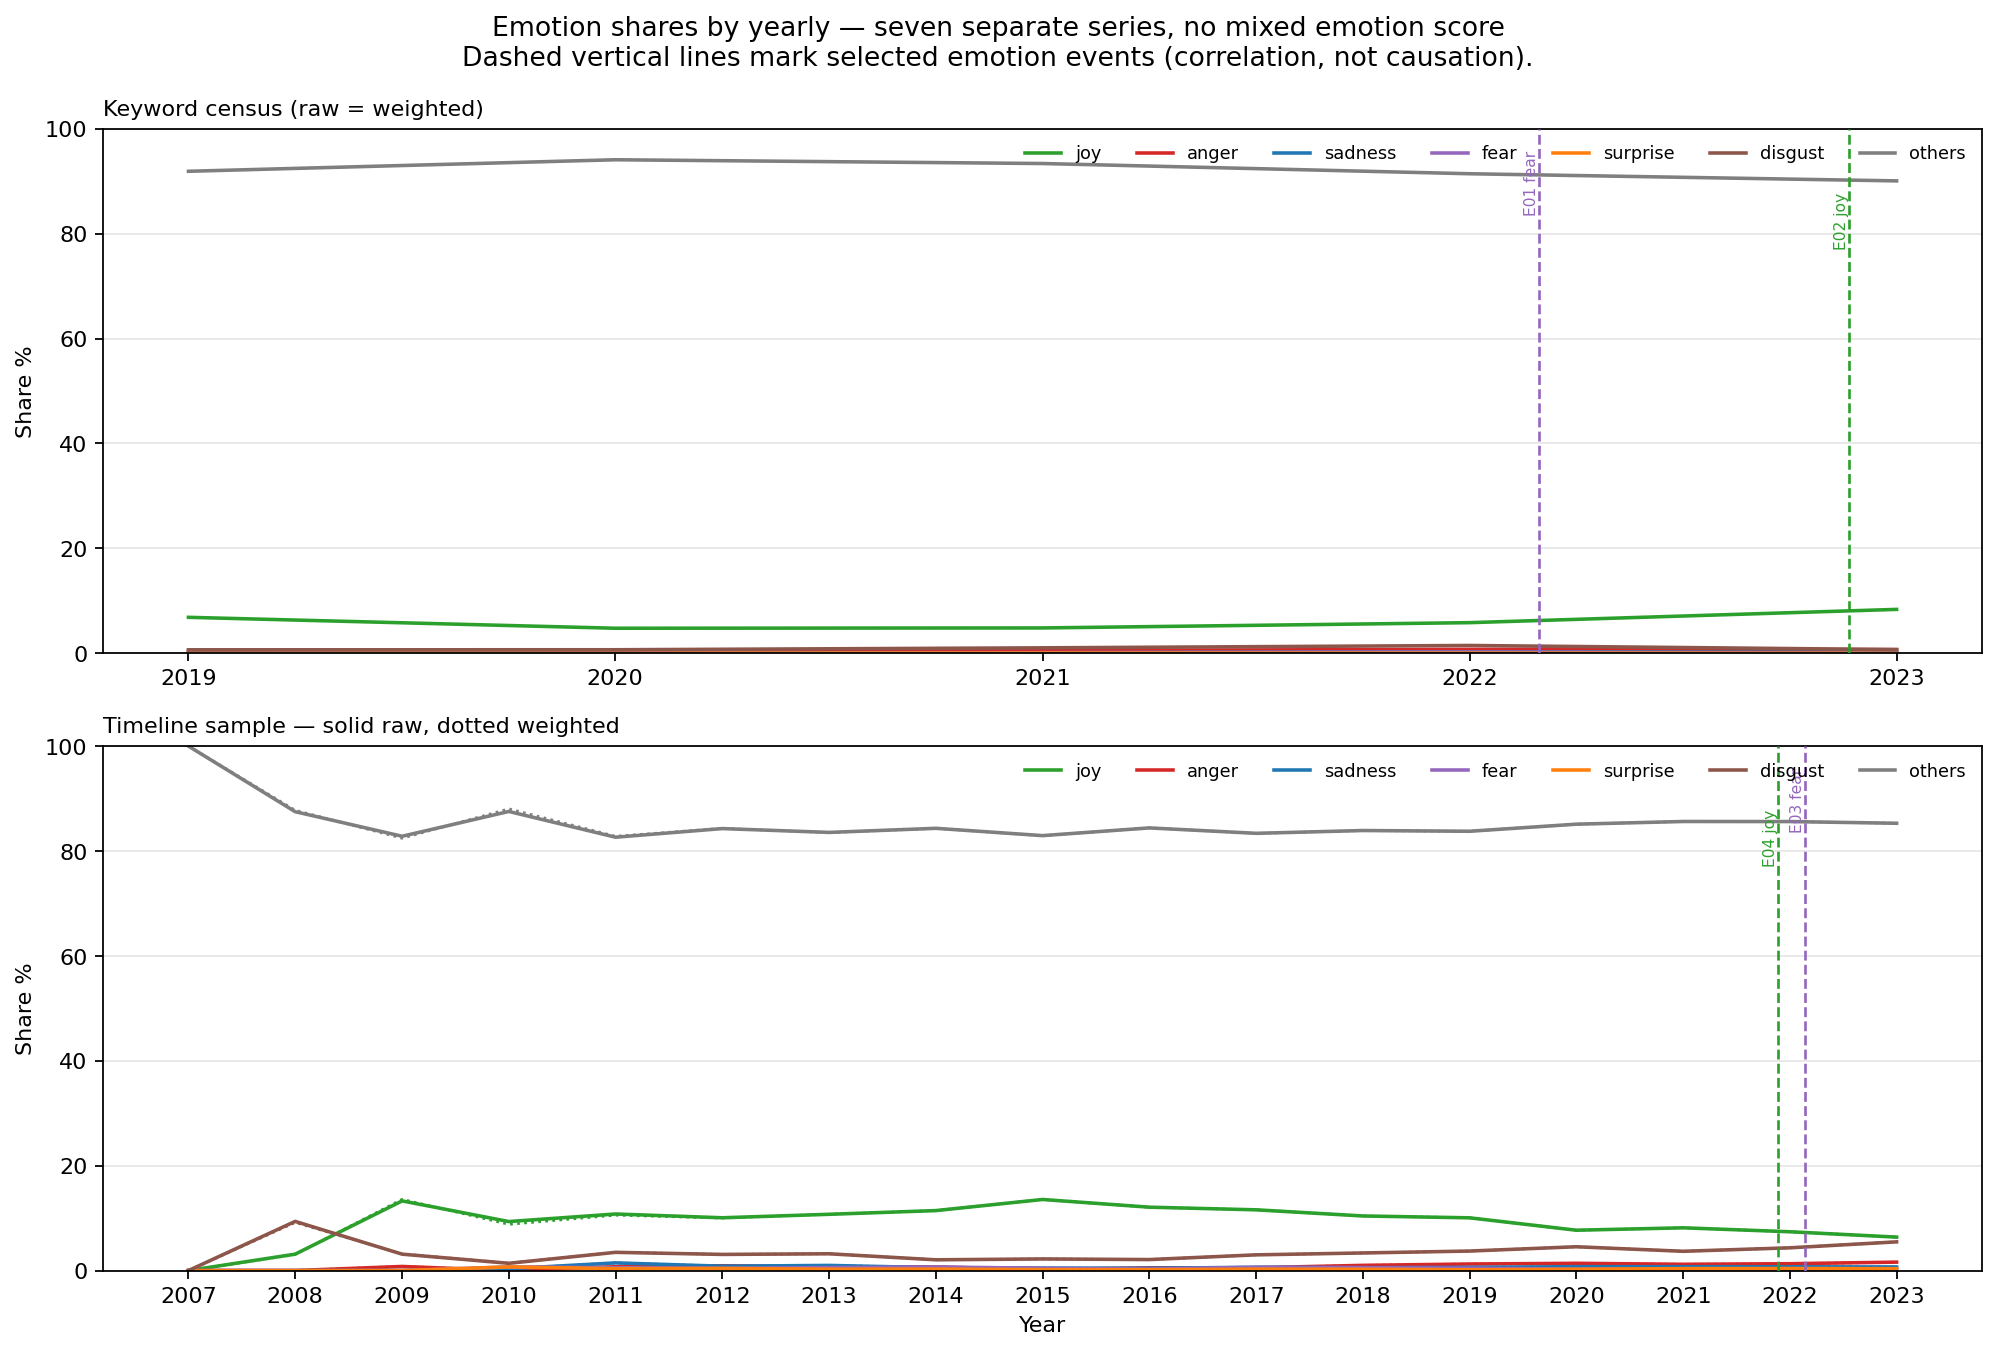 Emotion shares by yearly — seven separate series, no mixed emotion score
Dashed vertical lines mark selected emotion events (correlation, not causation).
Keyword census (raw = weighted)
joy anger sadness fear surprise disgust others
E01 fear
E02 joy
Share %
100
80
60
40
20
0
2019 2020 2021 2022 2023
Timeline sample — solid raw, dotted weighted
joy anger sadness fear surprise disgust others
E04 joy
E03 fear
Share %
100
80
60
40
20
0
2007 2008 2009 2010 2011 2012 2013 2014 2015 2016 2017 2018 2019 2020 2021 2022 2023
Year